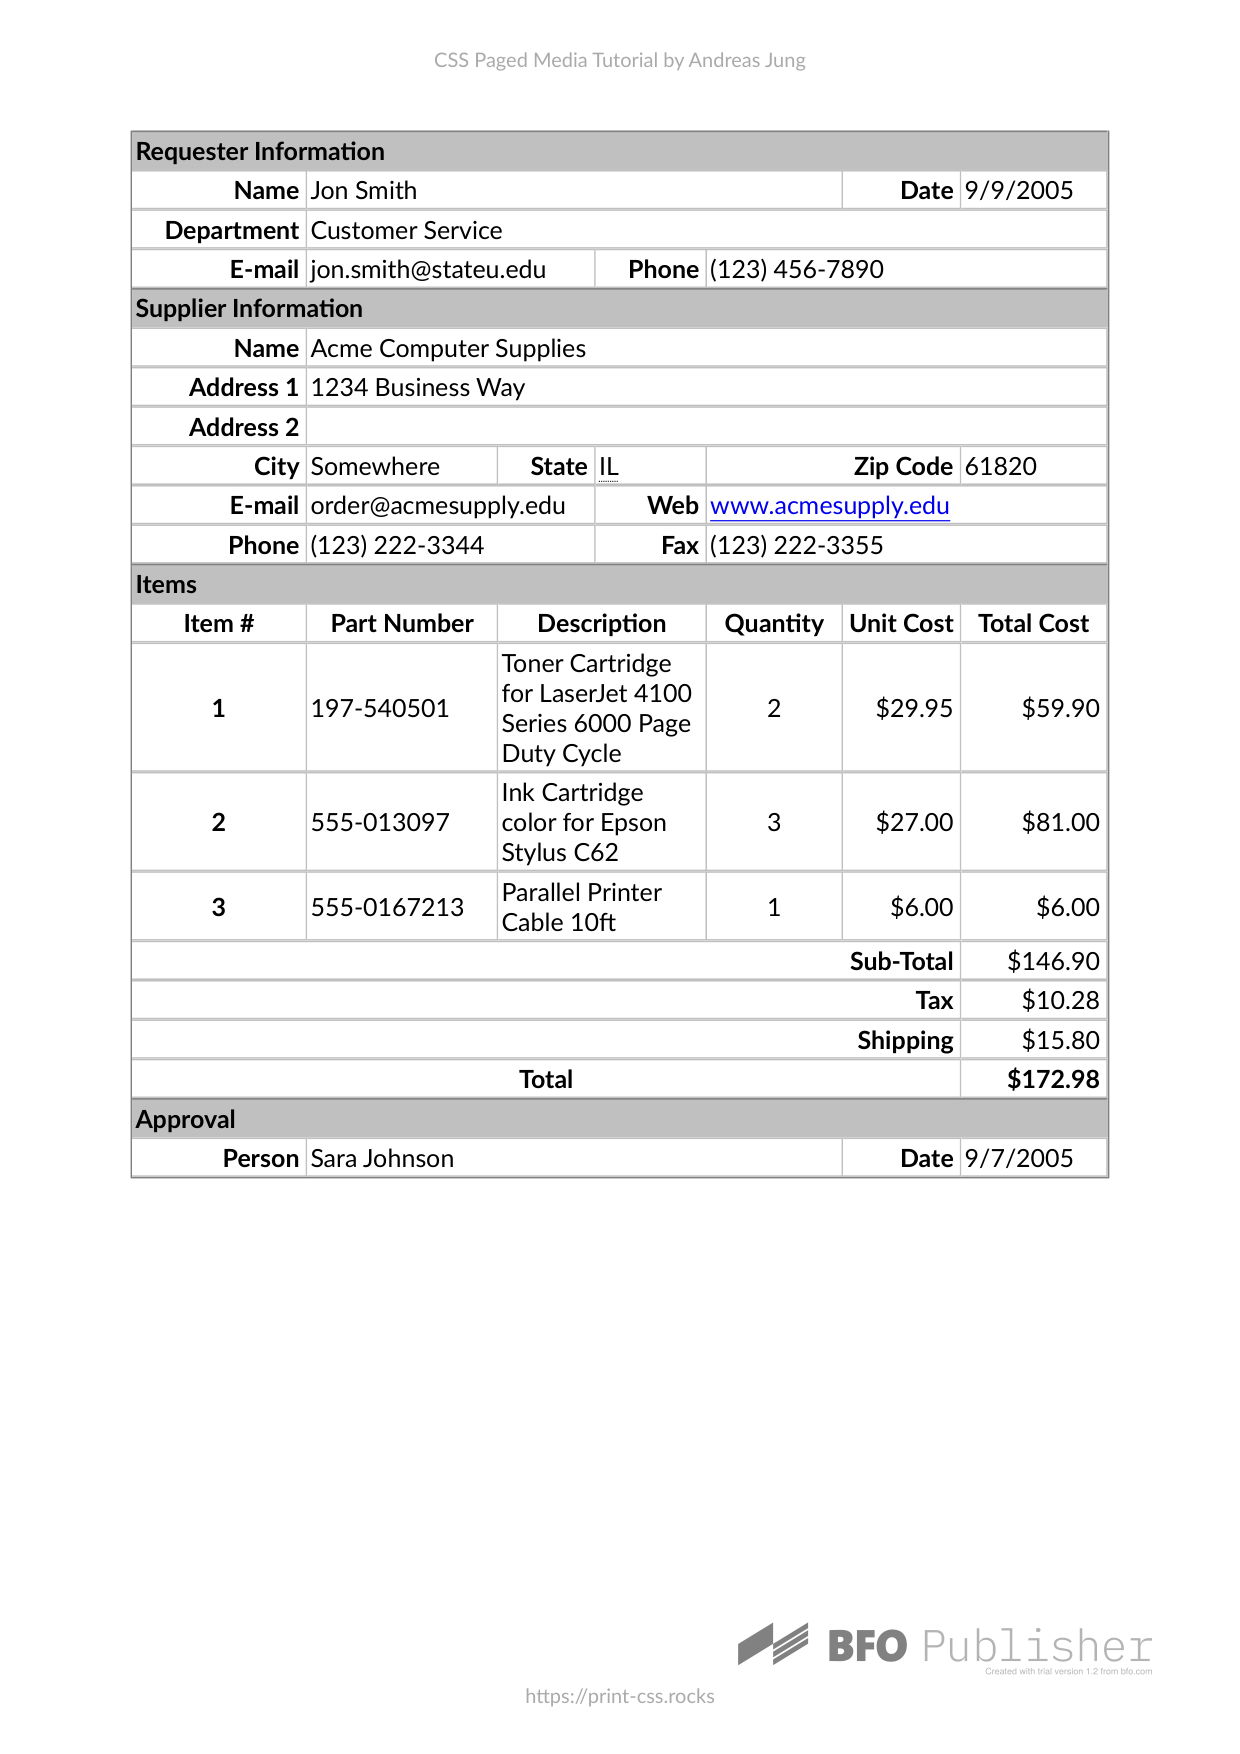 CSS Paged Media Tutorial by Andreas Jung
Requester Information
Name Jon Smith Date 9/9/2005
Department Customer Service
E-mail jon.smith@stateu.edu Phone (123) 456-7890
Supplier Information
Name Acme Computer Supplies
Address 1 1234 Business Way
Address 2
City Somewhere State IL Zip Code 61820
E-mail order@acmesupply.edu Web www.acmesupply.edu
Phone (123) 222-3344 Fax (123) 222-3355
Items
Item # Part Number Description Quantity Unit Cost Total Cost
1 197-540501 Toner Cartridge
for LaserJet 4100
Series 6000 Page
Duty Cycle 2 $29.95 $59.90
2 555-013097 Ink Cartridge
color for Epson
Stylus C62 3 $27.00 $81.00
3 555-0167213 Parallel Printer
Cable 10ft 1 $6.00 $6.00
Sub-Total $146.90
Tax $10.28
Shipping $15.80
Total $172.98
Approval
Person Sara Johnson Date 9/7/2005
BFO Publisher
Created with trial version 1.2 from bfo.com
https://print-css.rocks